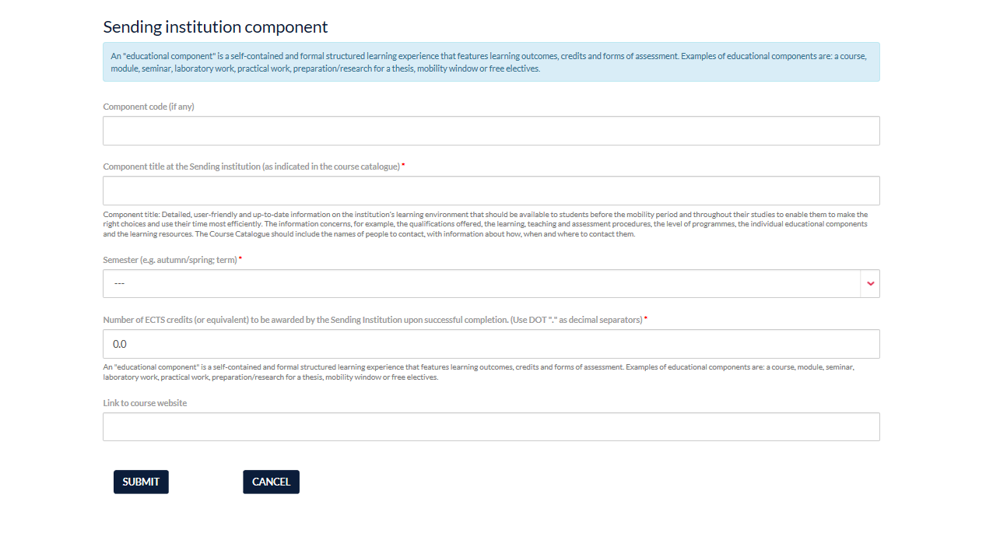 Sending institution component
An "educational component" is a self-contained and formal structured learning experience that features learning outcomes, credits and forms of assessment. Examples of educational components are: a course,
module, seminar, laboratory work, practical work, preparation/research for a thesis, mobility window or free electives.
Component code (if any)
Component title at the Sending institution (as indicated in the course catalogue) *
Component title: Detailed, user-friendly and up-to-date information on the institution's learning environment that should be available to students before the mobility period and throughout their studies to enable them to make the
right choices and use their time most efficiently. The information concerns, for example, the qualifications offered, the learning, teaching and assessment procedures, the level of programmes, the individual educational components
and the learning resources. The Course Catalogue should include the names of people to contact, with information about how, when and where to contact them.
Semester (e.g. autumn/spring; term) *
---
Number of ECTS credits (or equivalent) to be awarded by the Sending Institution upon successful completion. (Use DOT "." as decimal separators) *
0.0
An "educational component" is a self-contained and formal structured learning experience that features learning outcomes, credits and forms of assessment. Examples of educational components are: a course, module, seminar,
laboratory work, practical work, preparation/research for a thesis, mobility window or free electives.
Link to course website
SUBMIT CANCEL